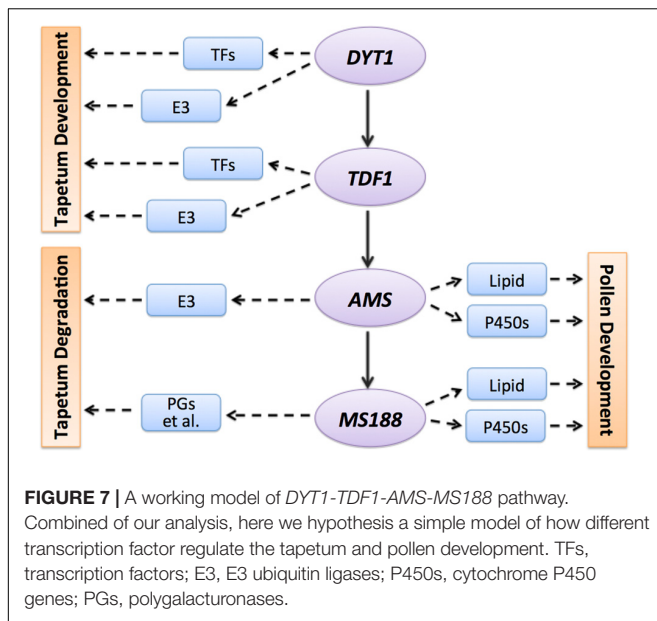 Tapetum Development
TFs
DYT1
E3
TFs
TDF1
E3
Tapetum Degradation
E3
AMS
Lipid
P450s
Pollen Development
PGs
et al.
MS188
Lipid
P450s
FIGURE 7 | A working model of DYT1-TDF1-AMS-MS188 pathway.
Combined of our analysis, here we hypothesis a simple model of how different
transcription factor regulate the tapetum and pollen development. TFs,
transcription factors; E3, E3 ubiquitin ligases; P450s, cytochrome P450
genes; PGs, polygalacturonases.